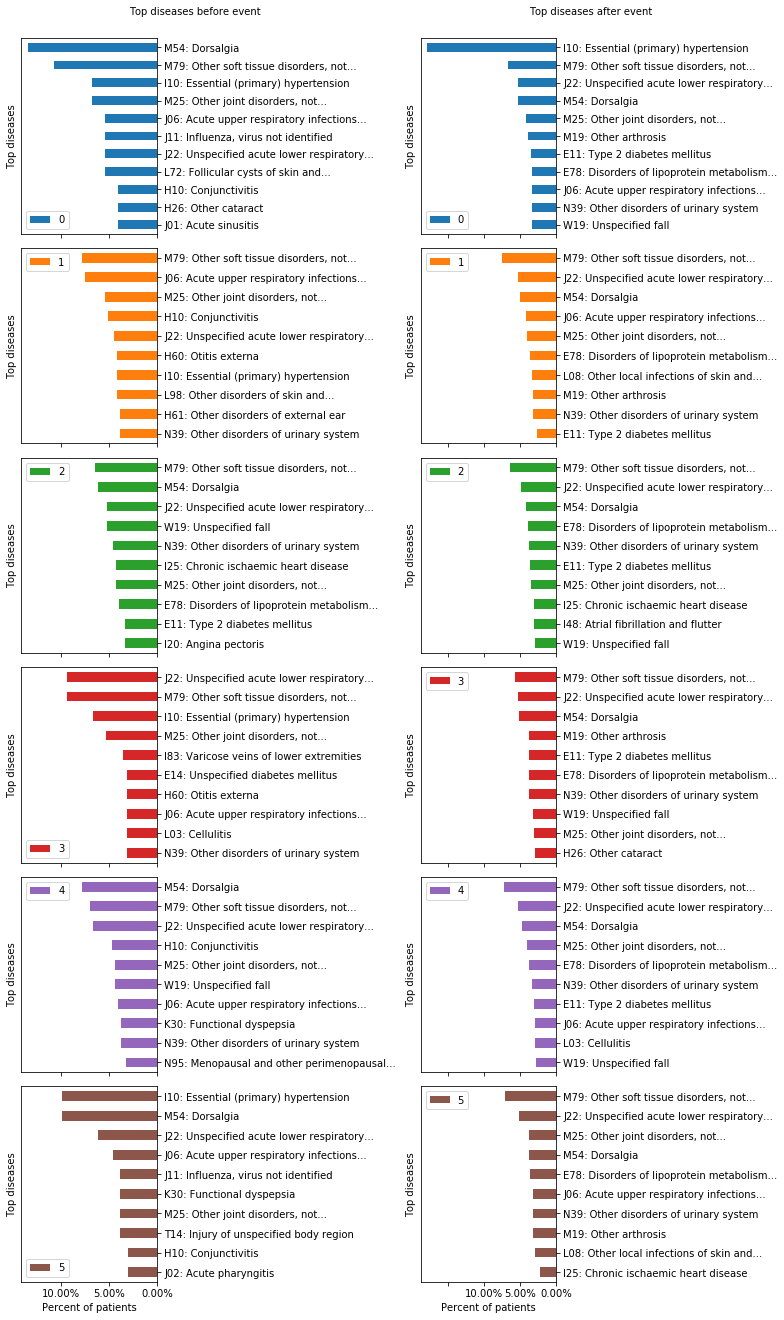 Top diseases before event
Top diseases
M54: Dorsalgia
M79: Other soft tissue disorders, not...
I10: Essential (primary) hypertension
M25: Other joint disorders, not...
J06: Acute upper respiratory infections...
J11: Influenza, virus not identified
J22: Unspecified acute lower respiratory...
L72: Follicular cysts of skin and...
H10: Conjunctivitis
H26: Other cataract
J01: Acute sinusitis
0
Top diseases after event
Top diseases
I10: Essential (primary) hypertension
M79: Other soft tissue disorders, not...
J22: Unspecified acute lower respiratory...
M54: Dorsalgia
M25: Other joint disorders, not...
M19: Other arthrosis
E11: Type 2 diabetes mellitus
E78: Disorders of lipoprotein metabolism...
J06: Acute upper respiratory infections...
N39: Other disorders of urinary system
W19: Unspecified fall
0
Top diseases
1
M79: Other soft tissue disorders, not...
J06: Acute upper respiratory infections...
M25: Other joint disorders, not...
H10: Conjunctivitis
J22: Unspecified acute lower respiratory...
H60: Otitis externa
I10: Essential (primary) hypertension
L98: Other disorders of skin and...
H61: Other disorders of external ear
N39: Other disorders of urinary system
Top diseases
1
M79: Other soft tissue disorders, not...
J22: Unspecified acute lower respiratory...
M54: Dorsalgia
J06: Acute upper respiratory infections...
M25: Other joint disorders, not...
E78: Disorders of lipoprotein metabolism...
L08: Other local infections of skin and...
M19: Other arthrosis
N39: Other disorders of urinary system
E11: Type 2 diabetes mellitus
Top diseases
2
M79: Other soft tissue disorders, not...
M54: Dorsalgia
J22: Unspecified acute lower respiratory...
W19: Unspecified fall
N39: Other disorders of urinary system
I25: Chronic ischaemic heart disease
M25: Other joint disorders, not...
E78: Disorders of lipoprotein metabolism...
E11: Type 2 diabetes mellitus
I20: Angina pectoris
Top diseases
2
M79: Other soft tissue disorders, not...
J22: Unspecified acute lower respiratory...
M54: Dorsalgia
E78: Disorders of lipoprotein metabolism...
N39: Other disorders of urinary system
E11: Type 2 diabetes mellitus
M25: Other joint disorders, not...
I25: Chronic ischaemic heart disease
I48: Atrial fibrillation and flutter
W19: Unspecified fall
Top diseases
J22: Unspecified acute lower respiratory...
M79: Other soft tissue disorders, not...
I10: Essential (primary) hypertension
M25: Other joint disorders, not...
I83: Varicose veins of lower extremities
E14: Unspecified diabetes mellitus
H60: Otitis externa
J06: Acute upper respiratory infections...
L03: Cellulitis
N39: Other disorders of urinary system
3
Top diseases
3
M79: Other soft tissue disorders, not...
J22: Unspecified acute lower respiratory...
M54: Dorsalgia
M19: Other arthrosis
E11: Type 2 diabetes mellitus
E78: Disorders of lipoprotein metabolism...
N39: Other disorders of urinary system
W19: Unspecified fall
M25: Other joint disorders, not...
H26: Other cataract
Top diseases
4
M54: Dorsalgia
M79: Other soft tissue disorders, not...
J22: Unspecified acute lower respiratory...
H10: Conjunctivitis
M25: Other joint disorders, not...
W19: Unspecified fall
J06: Acute upper respiratory infections...
K30: Functional dyspepsia
N39: Other disorders of urinary system
N95: Menopausal and other perimenopausal...
Top diseases
4
M79: Other soft tissue disorders, not...
J22: Unspecified acute lower respiratory...
M54: Dorsalgia
M25: Other joint disorders, not...
E78: Disorders of lipoprotein metabolism...
N39: Other disorders of urinary system
E11: Type 2 diabetes mellitus
J06: Acute upper respiratory infections...
L03: Cellulitis
W19: Unspecified fall
Top diseases
I10: Essential (primary) hypertension
M54: Dorsalgia
J22: Unspecified acute lower respiratory...
J06: Acute upper respiratory infections...
J11: Influenza, virus not identified
K30: Functional dyspepsia
M25: Other joint disorders, not...
T14: Injury of unspecified body region
H10: Conjunctivitis
J02: Acute pharyngitis
5
10.00% 5.00% 0.00%
Percent of patients
Top diseases
5
M79: Other soft tissue disorders, not...
J22: Unspecified acute lower respiratory...
M25: Other joint disorders, not...
M54: Dorsalgia
E78: Disorders of lipoprotein metabolism...
J06: Acute upper respiratory infections...
N39: Other disorders of urinary system
M19: Other arthrosis
L08: Other local infections of skin and...
I25: Chronic ischaemic heart disease
10.00% 5.00% 0.00%
Percent of patients